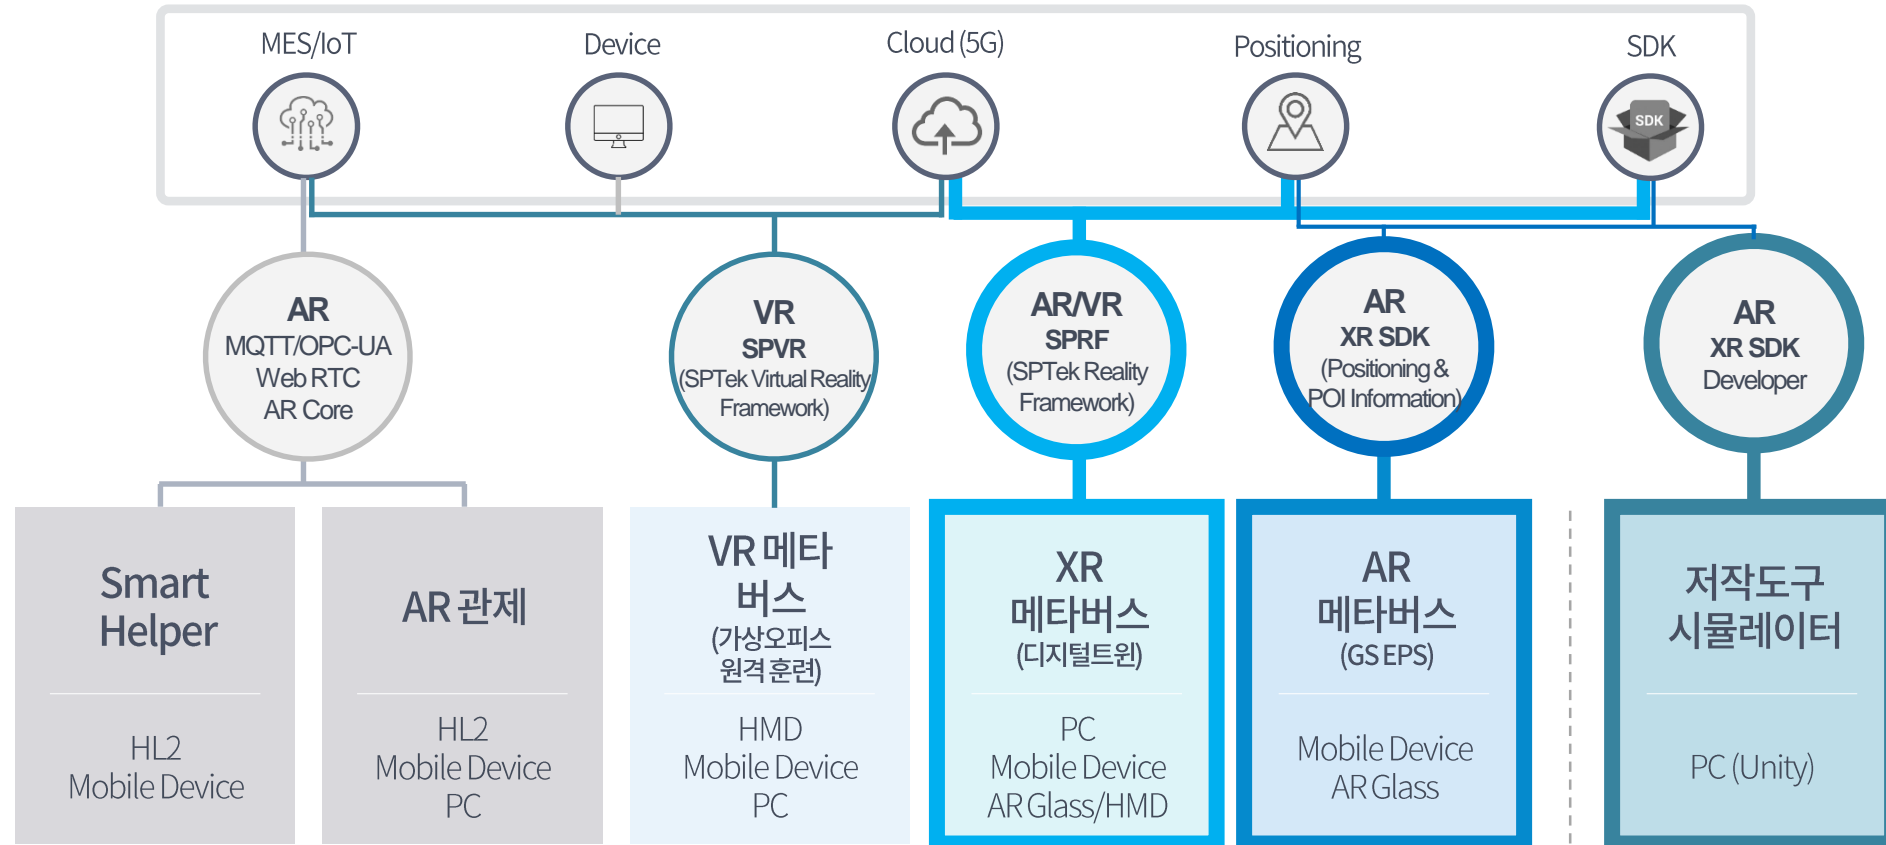 MES/IoT
Device
Cloud (5G)
Positioning
SDK
SDK
AR
MQTT/OPC-UA
Web RTC
AR Core
VR
SPVR
(SPTek Virtual Reality
Framework)
AR/VR
SPRF
(SPTek Reality
Framework)
AR
XR SDK
(Positioning &
POI Information)
AR
XR SDK
Developer
Smart
Helper
HL2
Mobile Device
AR 관제
HL2
Mobile Device
PC
VR 메타
버스
(가상오피스
원격 훈련)
HMD
Mobile Device
PC
XR
메타버스
(디지털트윈)
PC
Mobile Device
AR Glass/HMD
AR
메타버스
(GS EPS)
Mobile Device
AR Glass
저작도구
시뮬레이터
PC (Unity)